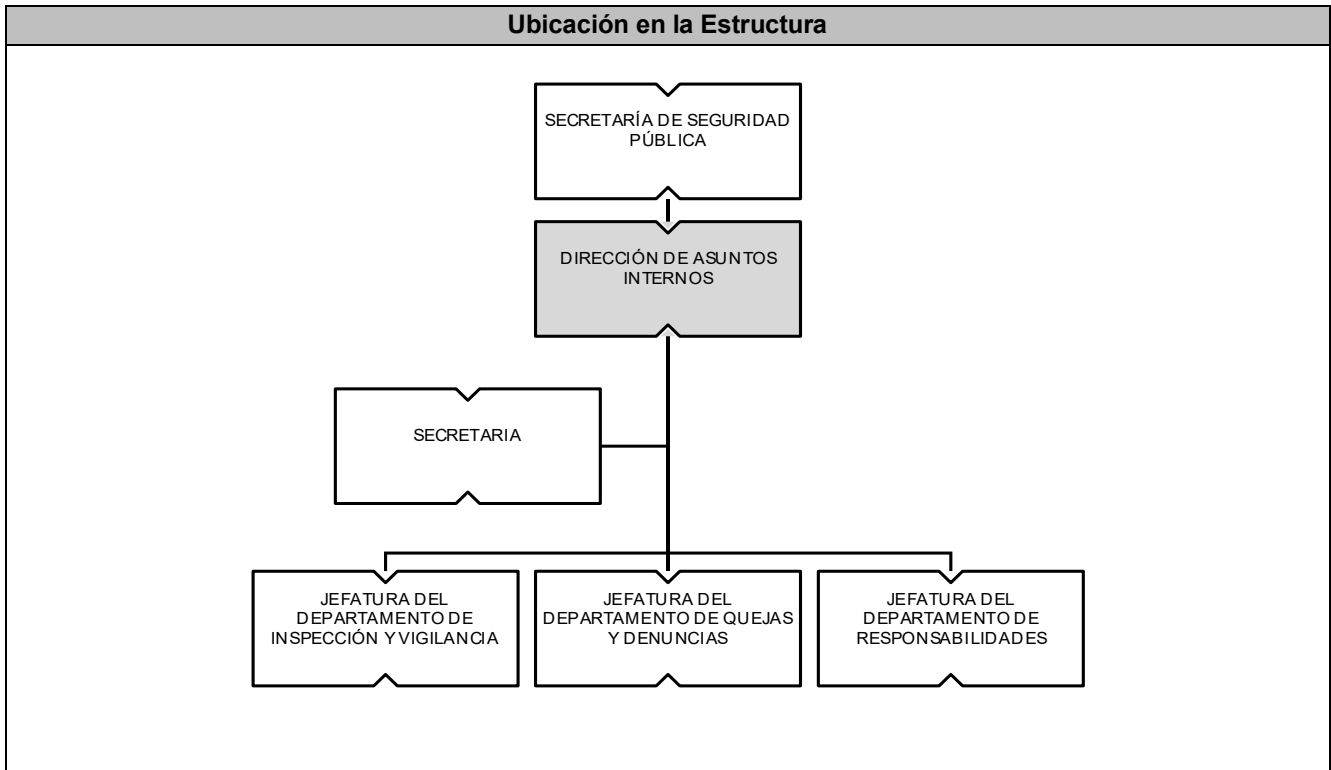 Ubicación en la Estructura
SECRETARÍA DE SEGURIDAD
PÚBLICA
DIRECCIÓN DE ASUNTOS
INTERNOS
SECRETARIA
JEFATURA DEL
DEPARTAMENTO DE
INSPECCIÓN Y VIGILANCIA
JEFATURA DEL
DEPARTAMENTO DE QUEJAS
Y DENUNCIAS
JEFATURA DEL
DEPARTAMENTO DE
RESPONSABILIDADES